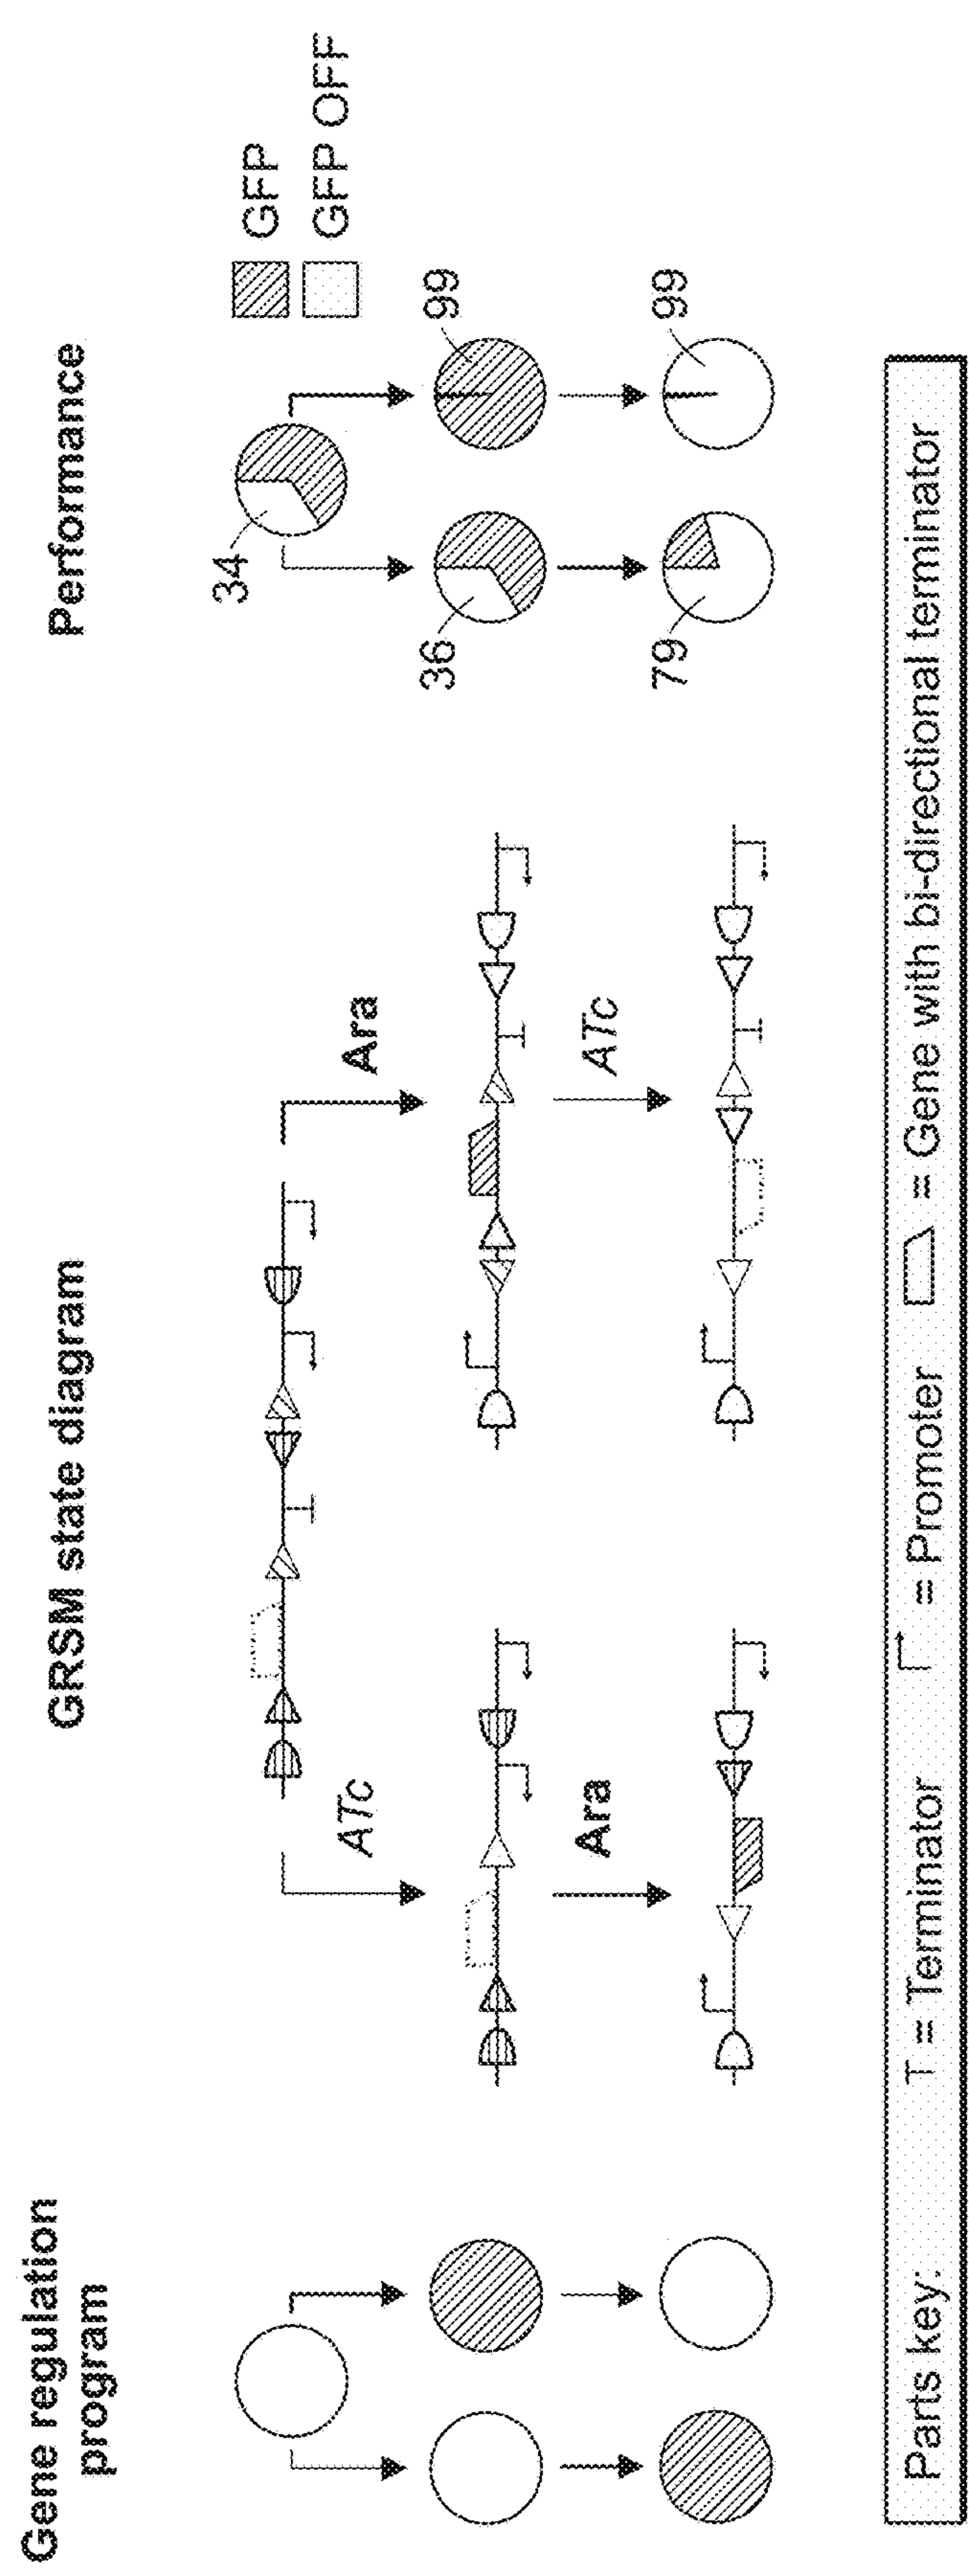 Gene regulation
program
GRSM state diagram
Performance
GFP
GFP OFF
ATc
Ara
Ara
ATc
34
36
99
79
99
Parts key: T = Terminator = Promoter = Gene with bi-directional terminator